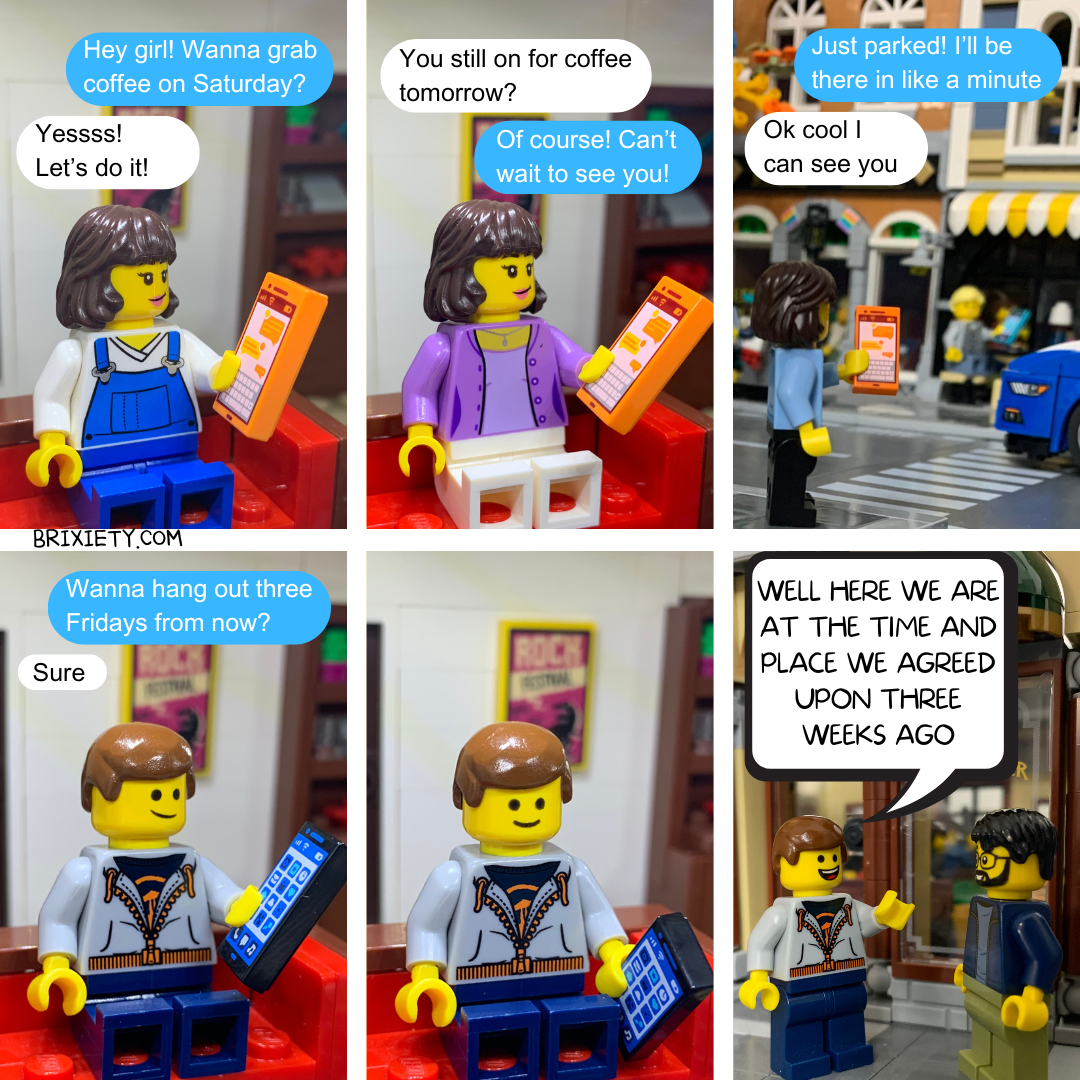 Hey girl! Wanna grab
coffee on Saturday?
Yessss!
Let's do it!
You still on for coffee
tomorrow?
Of course! Can't
wait to see you!
Just parked! I'll be
there in like a minute
Ok cool I
can see you
BRIXIETY.COM
Wanna hang out three
Fridays from now?
Sure
ROCK
FESTIVAL
ROCK
FESTIVAL
WELL HERE WE ARE
AT THE TIME AND
PLACE WE AGREED
UPON THREE
WEEKS AGO